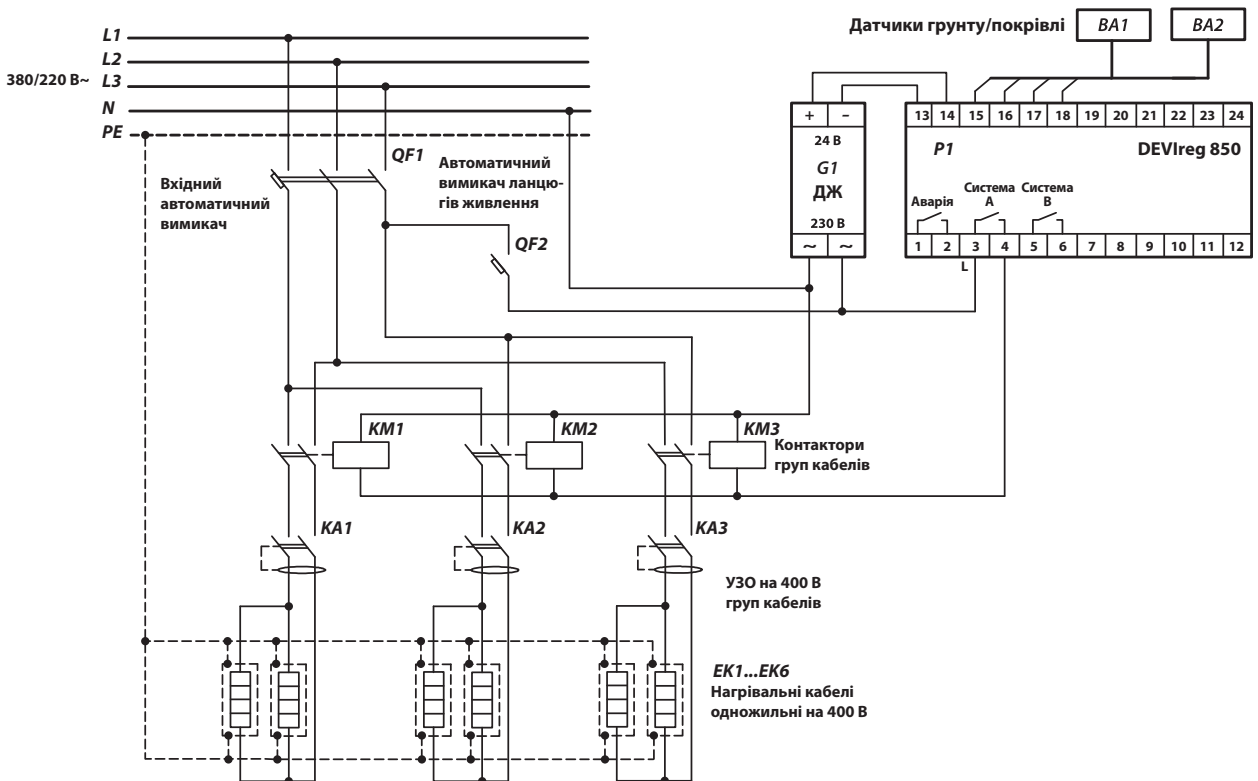 L1
L2
380/220 В~ L3
N
PE
Датчики грунту/покрівлі
BA1
BA2
QF1
Вхідний
автоматичний
вимикач
Автоматичний
вимикач ланцю-
гів живлення
QF2
+ –
24 В
G1
ДЖ
230 В
~ ~
13 14 15 16 17 18 19 20 21 22 23 24
P1
DEVIreg 850
Аварія
Система
A
Система
B
1 2 3 4 5 6 7 8 9 10 11 12
L
KM1
KM2
KM3
Контактори
груп кабелів
KA1
KA2
KA3
УЗО на 400 В
груп кабелів
EK1...EK6
Нагрівальні кабелі
одножильні на 400 В